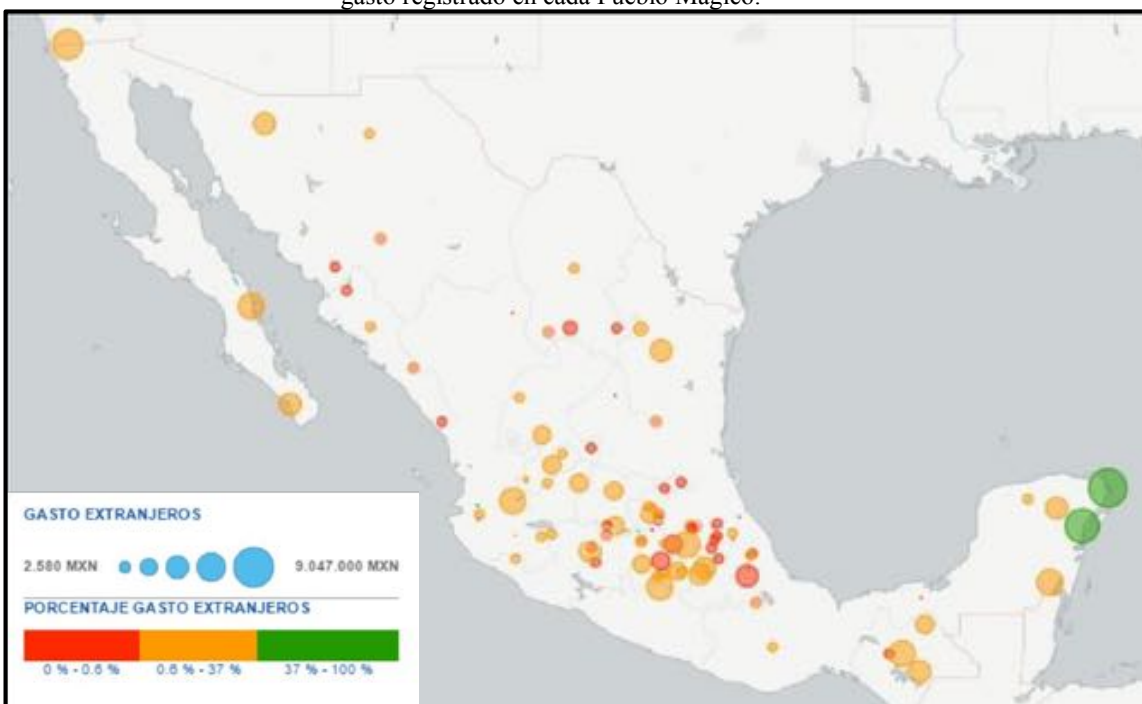 gasto registrado en cada Pueblo Mágico.
GASTO EXTRANJEROS
2.580 MXN 9.047.000 MXN
PORCENTAJE GASTO EXTRANJEROS
0 % - 0.6 % 0.6 % - 37 % 37 % - 100 %